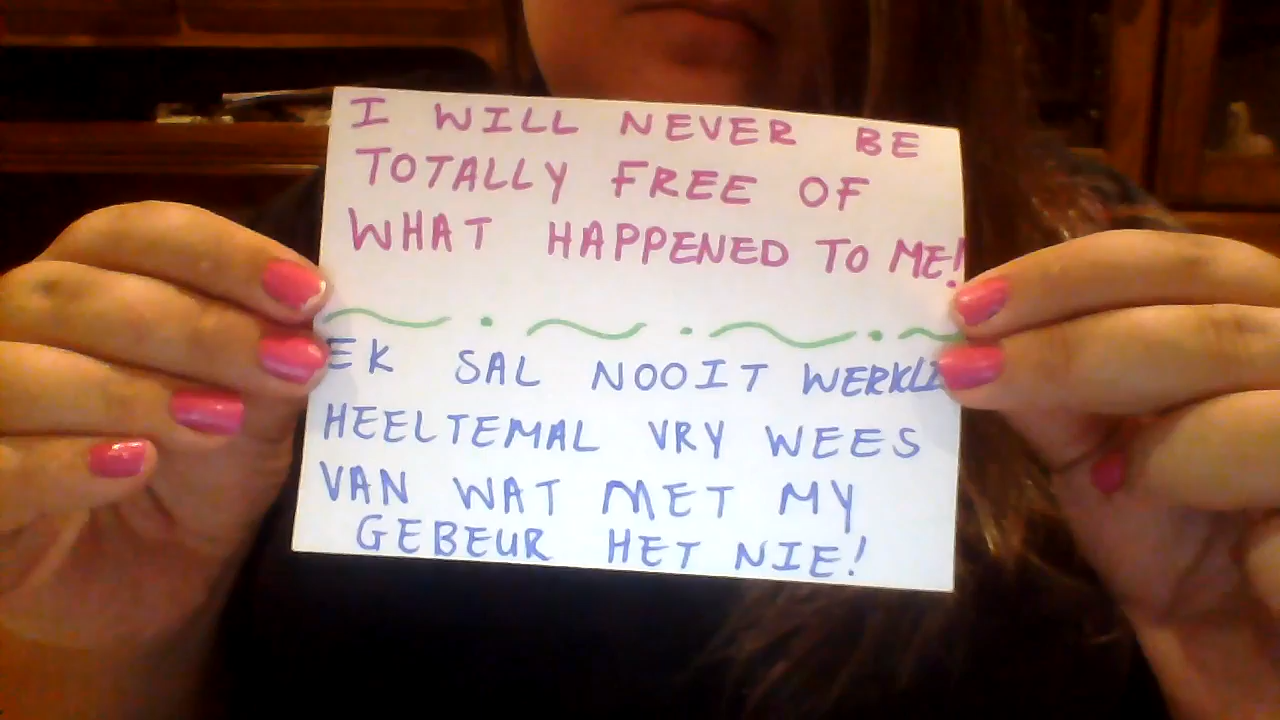 I WILL NEVER BE
TOTALLY FREE OF
WHAT HAPPENED TO ME!
EK SAL NOOIT
HEELTEMAL VRY WEES
VAN WAT MET MY
GEBEUR HET NIE!